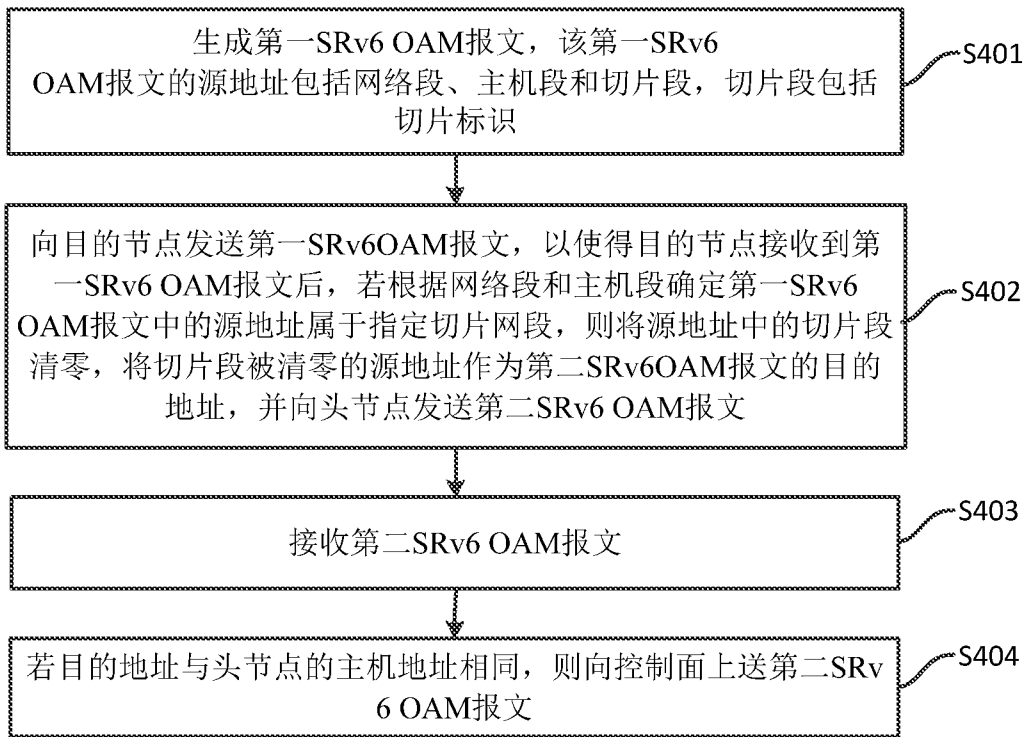 生成第一SRv6 OAM报文，该第一SRv6
OAM报文的源地址包括网络段、主机段和切片段，切片段包括
切片标识
S401
向目的节点发送第一SRv6OAM报文，以使得目的节点接收到第
一SRv6 OAM报文后，若根据网络段和主机段确定第一SRv6
OAM报文中的源地址属于指定切片网段，则将源地址中的切片段
清零，将切片段被清零的源地址作为第二SRv6OAM报文的目的
地址，并向头节点发送第二SRv6 OAM报文
S402
接收第二SRv6 OAM报文
S403
若目的地址与头节点的主机地址相同，则向控制面上送第二SRv
6 OAM报文
S404